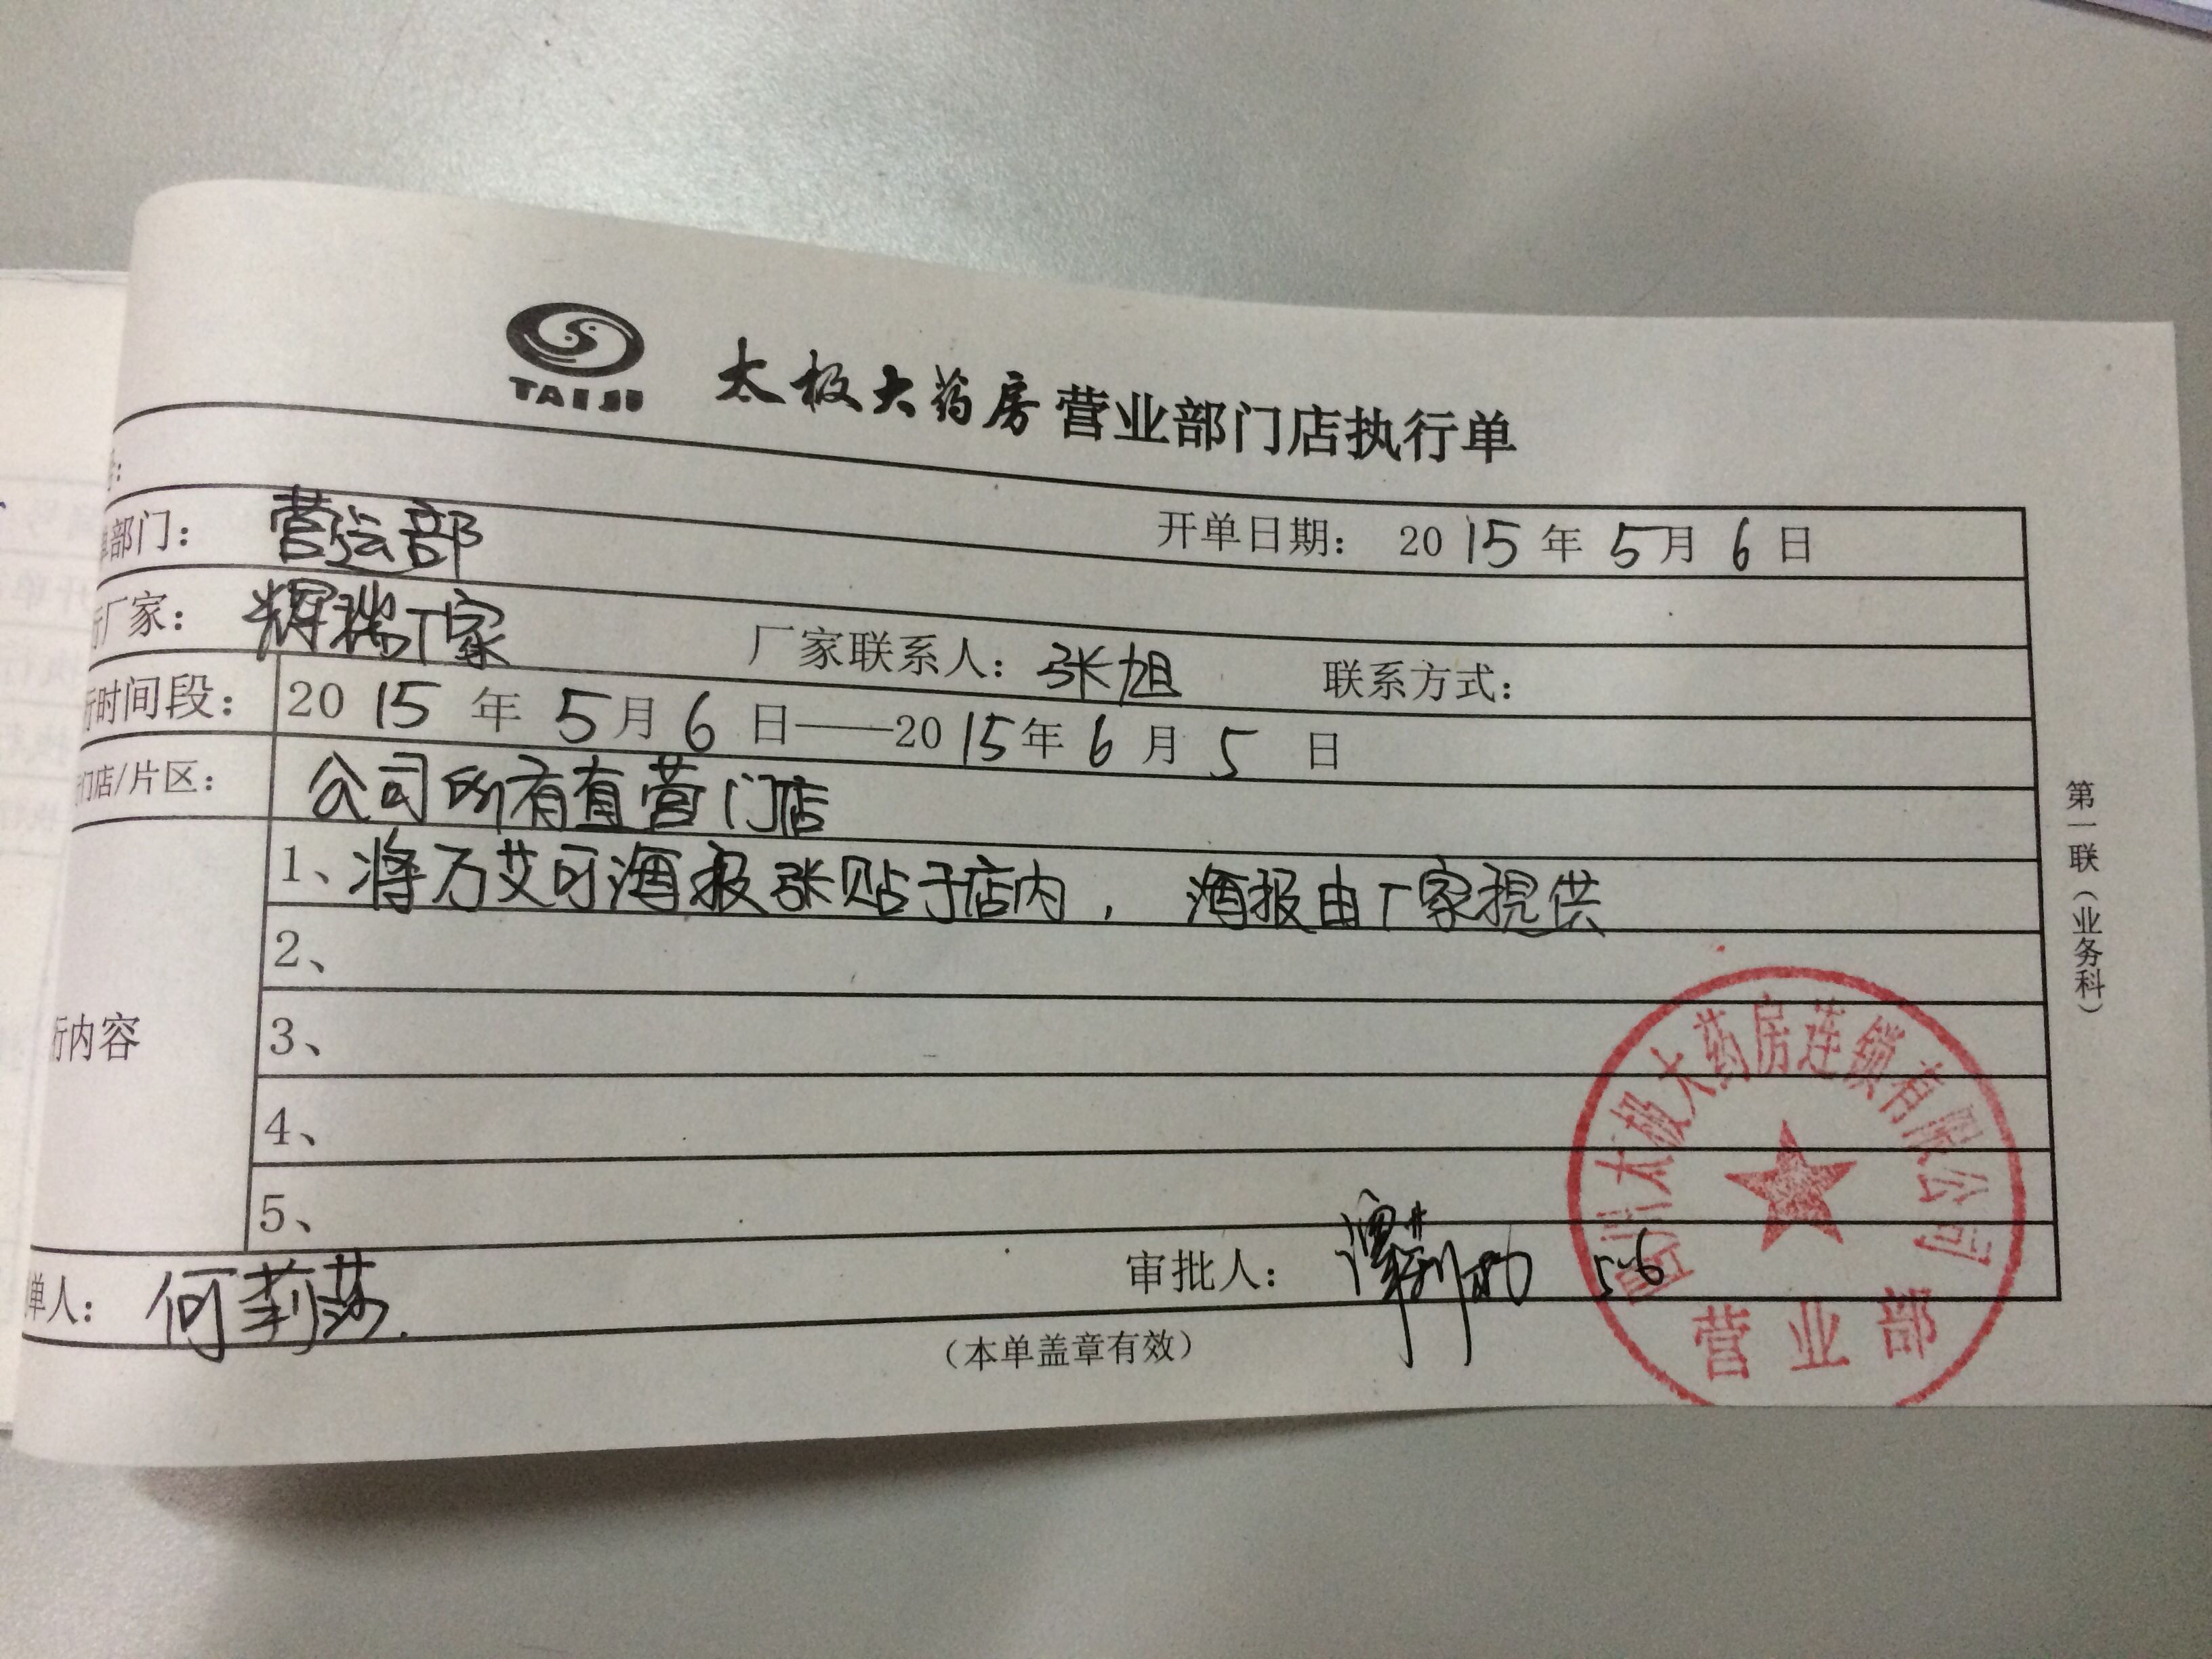 TAIJI
太极大药房营业部门店执行单
号:
单部门: 营运部 开单日期: 2015年5月6日
行厂家: 辉瑞厂家 厂家联系人: 张旭 联系方式:
行时间段: 2015年5月6日——2015年6月5日
门店/片区: 公司所有直营门店
行内容
1、将万艾可海报张贴于店内, 海报由厂家提供
2、
3、
4、
5、
单人: 何莉莎. 审批人: 5-6
(本单盖章有效)
第一联(业务科)
四川太极大药房连锁有限公司
营业部